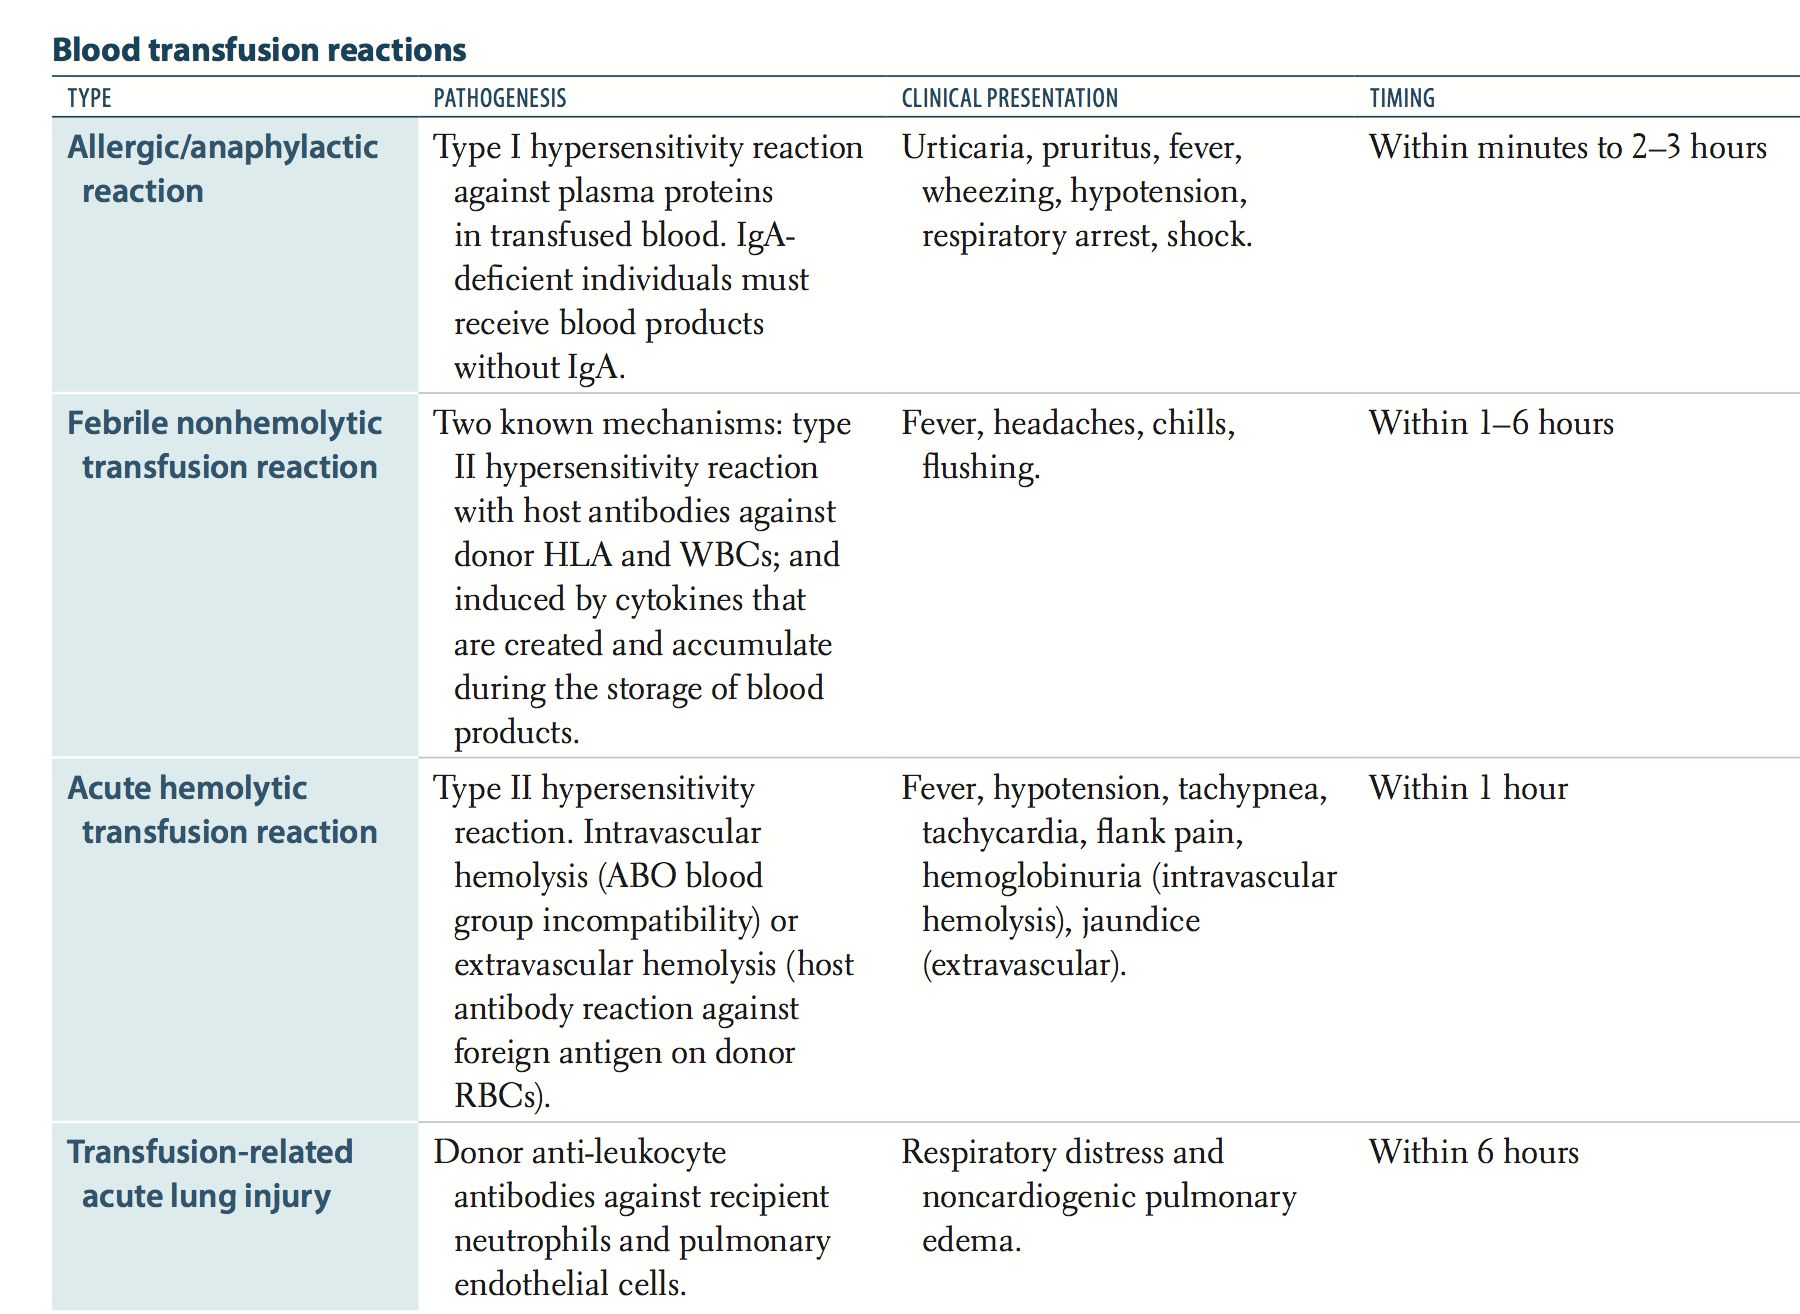 Blood transfusion reactions
TYPE PATHOGENESIS CLINICAL PRESENTATION TIMING
Allergic/anaphylactic
reaction
Type I hypersensitivity reaction
against plasma proteins
in transfused blood. IgA-
deficient individuals must
receive blood products
without IgA.
Urticaria, pruritus, fever,
wheezing, hypotension,
respiratory arrest, shock.
Within minutes to 2–3 hours
Febrile nonhemolytic
transfusion reaction
Two known mechanisms: type
II hypersensitivity reaction
with host antibodies against
donor HLA and WBCs; and
induced by cytokines that
are created and accumulate
during the storage of blood
products.
Fever, headaches, chills,
flushing.
Within 1–6 hours
Acute hemolytic
transfusion reaction
Type II hypersensitivity
reaction. Intravascular
hemolysis (ABO blood
group incompatibility) or
extravascular hemolysis (host
antibody reaction against
foreign antigen on donor
RBCs).
Fever, hypotension, tachypnea,
tachycardia, flank pain,
hemoglobinuria (intravascular
hemolysis), jaundice
(extravascular).
Within 1 hour
Transfusion-related
acute lung injury
Donor anti-leukocyte
antibodies against recipient
neutrophils and pulmonary
endothelial cells.
Respiratory distress and
noncardiogenic pulmonary
edema.
Within 6 hours